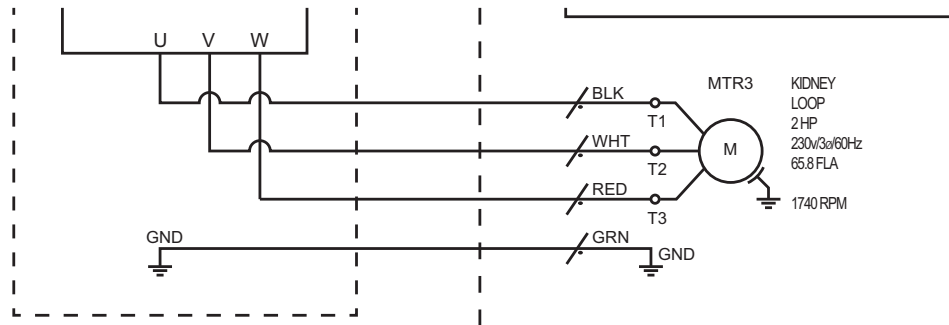 U V W
BLK
T1
WHT
T2
RED
T3
GND
GRN
GND
MTR3
M
KIDNEY
LOOP
2 HP
230v/3ø/60Hz
65.8 FLA
1740 RPM